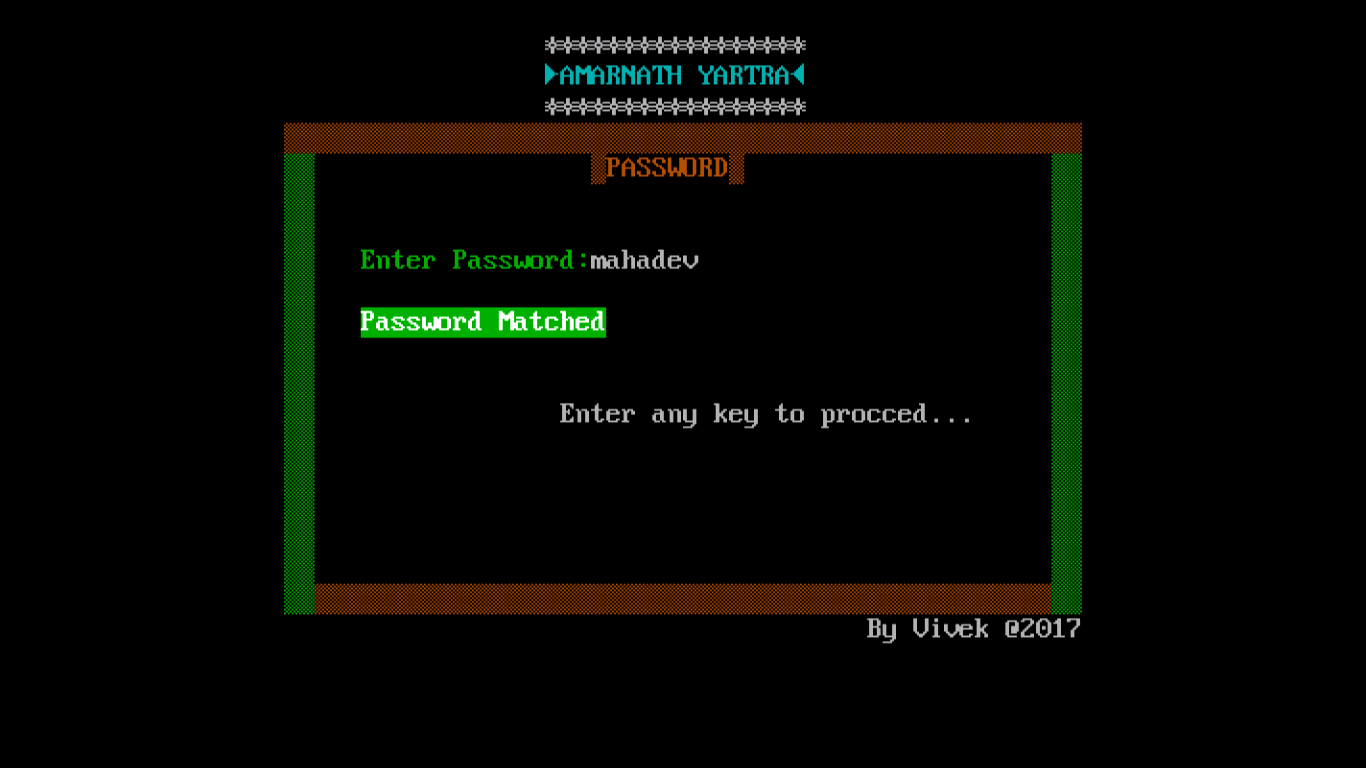 ☼☼☼☼☼☼☼☼☼☼☼☼☼☼☼☼☼
►AMARNATH YARTRA◄
☼☼☼☼☼☼☼☼☼☼☼☼☼☼☼☼☼
PASSWORD
Enter Password:mahadev
Password Matched
Enter any key to procced...
By Vivek @2017